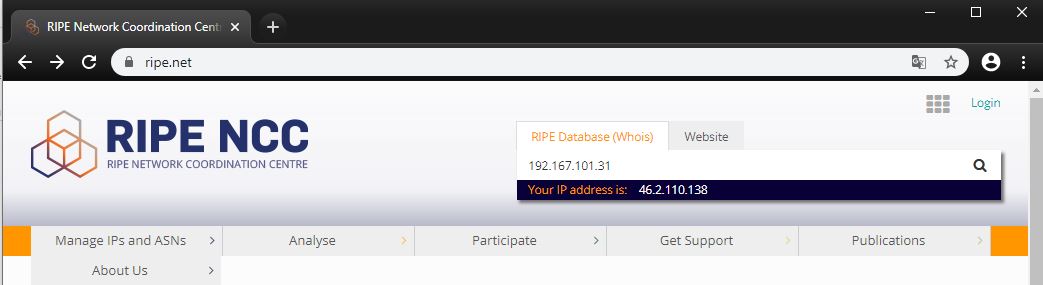 RIPE Network Coordination Centr
ripe.net
Login
RIPE NCC
RIPE NETWORK COORDINATION CENTRE
RIPE Database (Whois) Website
192.167.101.31
Your IP address is: 46.2.110.138
Manage IPs and ASNs Analyse Participate Get Support Publications
About Us